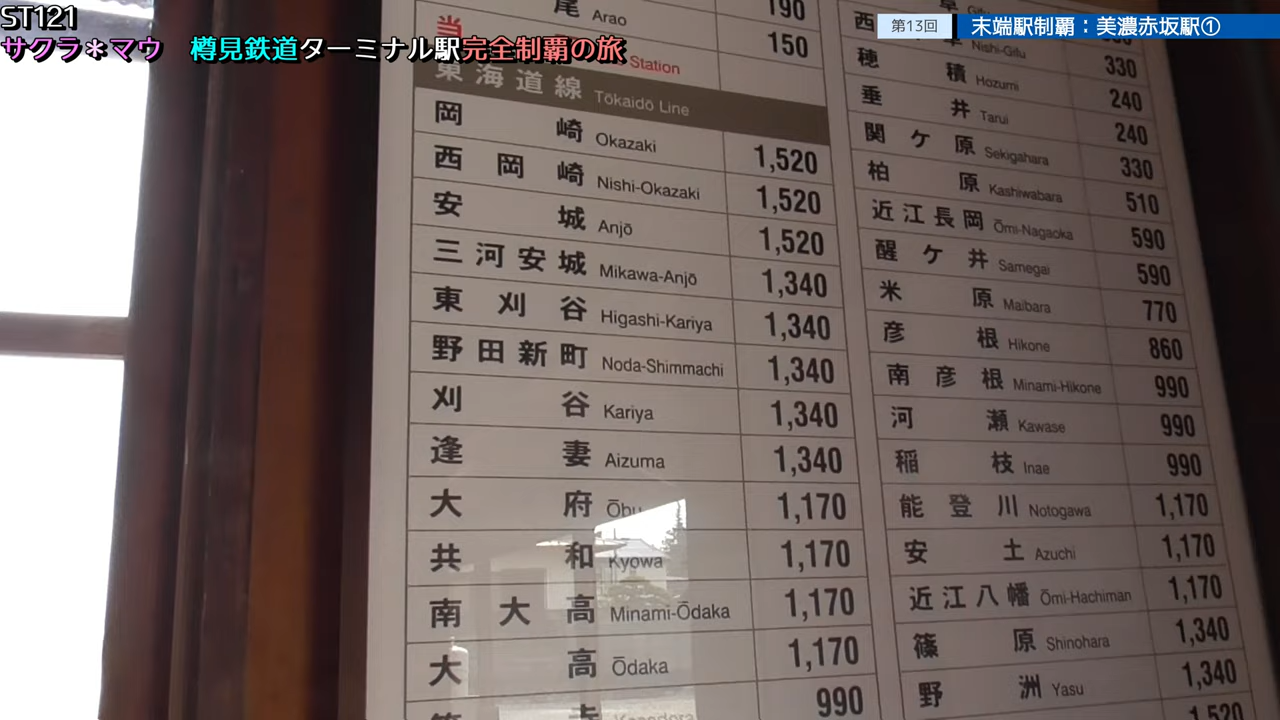 ST121
サクラ＊マウ 樽見鉄道ターミナル駅完全制覇の旅
第13回 末端駅制覇：美濃赤坂駅①
尾 Arao 190
当 Station 150
東海道線 Tōkaidō Line
岡崎 Okazaki 1,520
西岡崎 Nishi-Okazaki 1,520
安城 Anjō 1,520
三河安城 Mikawa-Anjō 1,340
東刈谷 Higashi-Kariya 1,340
野田新町 Noda-Shimmachi 1,340
刈谷 Kariya 1,340
逢妻 Aizuma 1,340
大府 Ōbu 1,170
共和 Kyowa 1,170
南大高 Minami-Ōdaka 1,170
大高 Ōdaka 1,170
990
西 Nishi-Gifu 330
穂積 Hozumi 240
垂井 Tarui 240
関ケ原 Sekigahara 330
柏原 Kashiwabara 510
近江長岡 Ōmi-Nagaoka 590
醒ケ井 Samegai 590
米原 Maibara 770
彦根 Hikone 860
南彦根 Minami-Hikone 990
河瀬 Kawase 990
稲枝 Inae 990
能登川 Notogawa 1,170
安土 Azuchi 1,170
近江八幡 Ōmi-Hachiman 1,170
篠原 Shinohara 1,340
野洲 Yasu 1,340
1,520